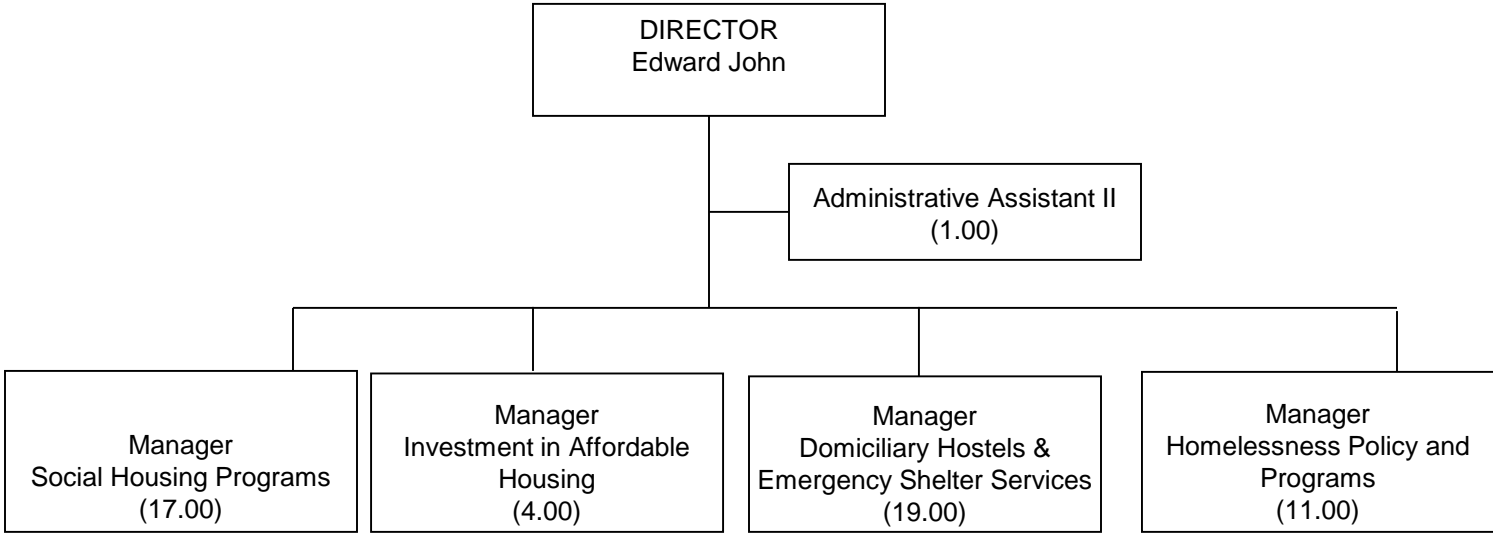 DIRECTOR
Edward John
Administrative Assistant II
(1.00)
Manager
Social Housing Programs
(17.00)
Manager
Investment in Affordable
Housing
(4.00)
Manager
Domiciliary Hostels &
Emergency Shelter Services
(19.00)
Manager
Homelessness Policy and
Programs
(11.00)